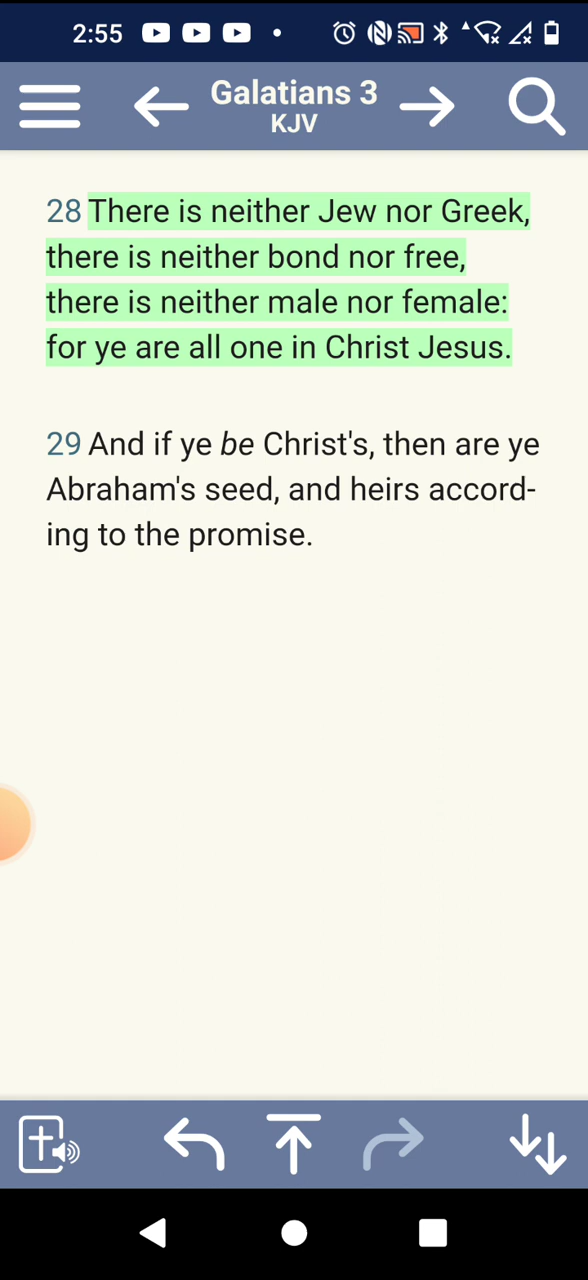 2:55
Galatians 3
KJV
28 There is neither Jew nor Greek,
there is neither bond nor free,
there is neither male nor female:
for ye are all one in Christ Jesus.
29 And if ye be Christ's, then are ye
Abraham's seed, and heirs accord-
ing to the promise.